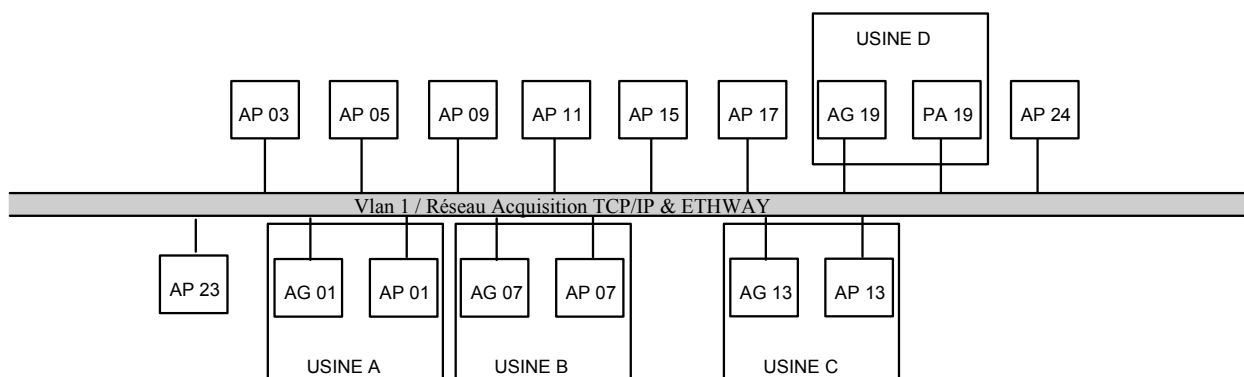 USINE D
AP 03 AP 05 AP 09 AP 11 AP 15 AP 17 AG 19 PA 19 AP 24
Vlan 1 / Réseau Acquisition TCP/IP & ETHWAY
AP 23 AG 01 AP 01 AG 07 AP 07 AG 13 AP 13
USINE A USINE B USINE C